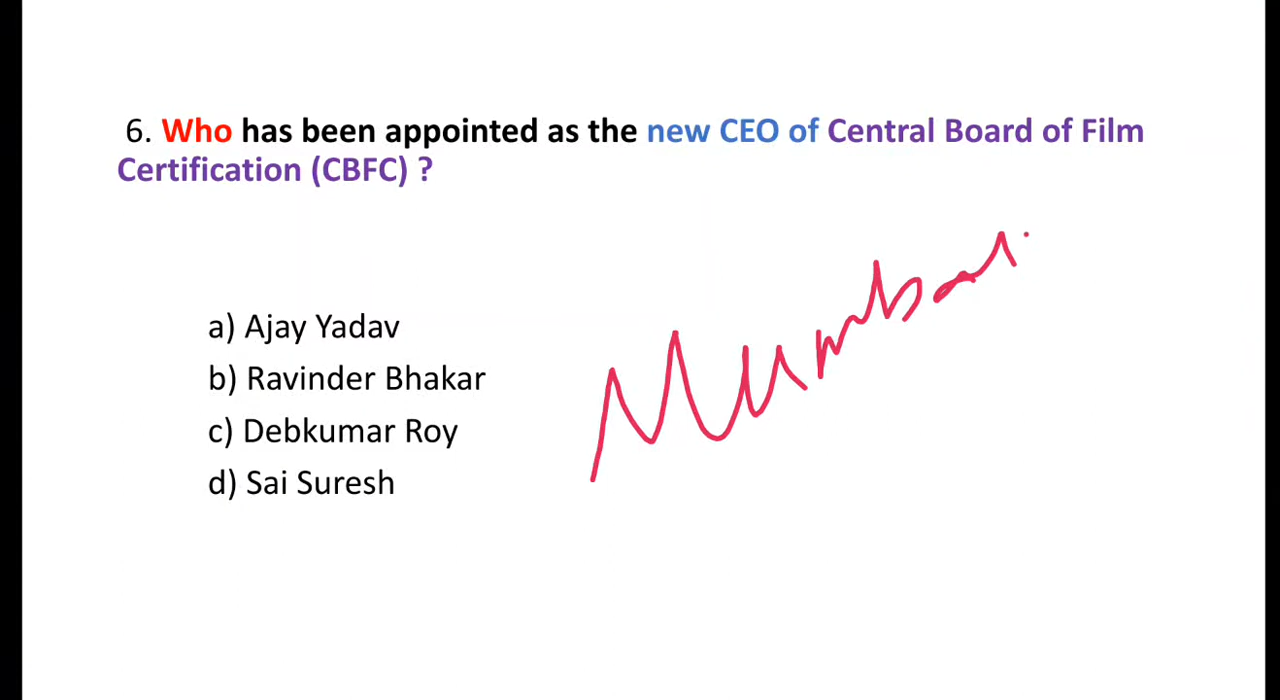 6. Who has been appointed as the new CEO of Central Board of Film
Certification (CBFC) ?
a) Ajay Yadav
b) Ravinder Bhakar
c) Debkumar Roy
d) Sai Suresh
Mumbai